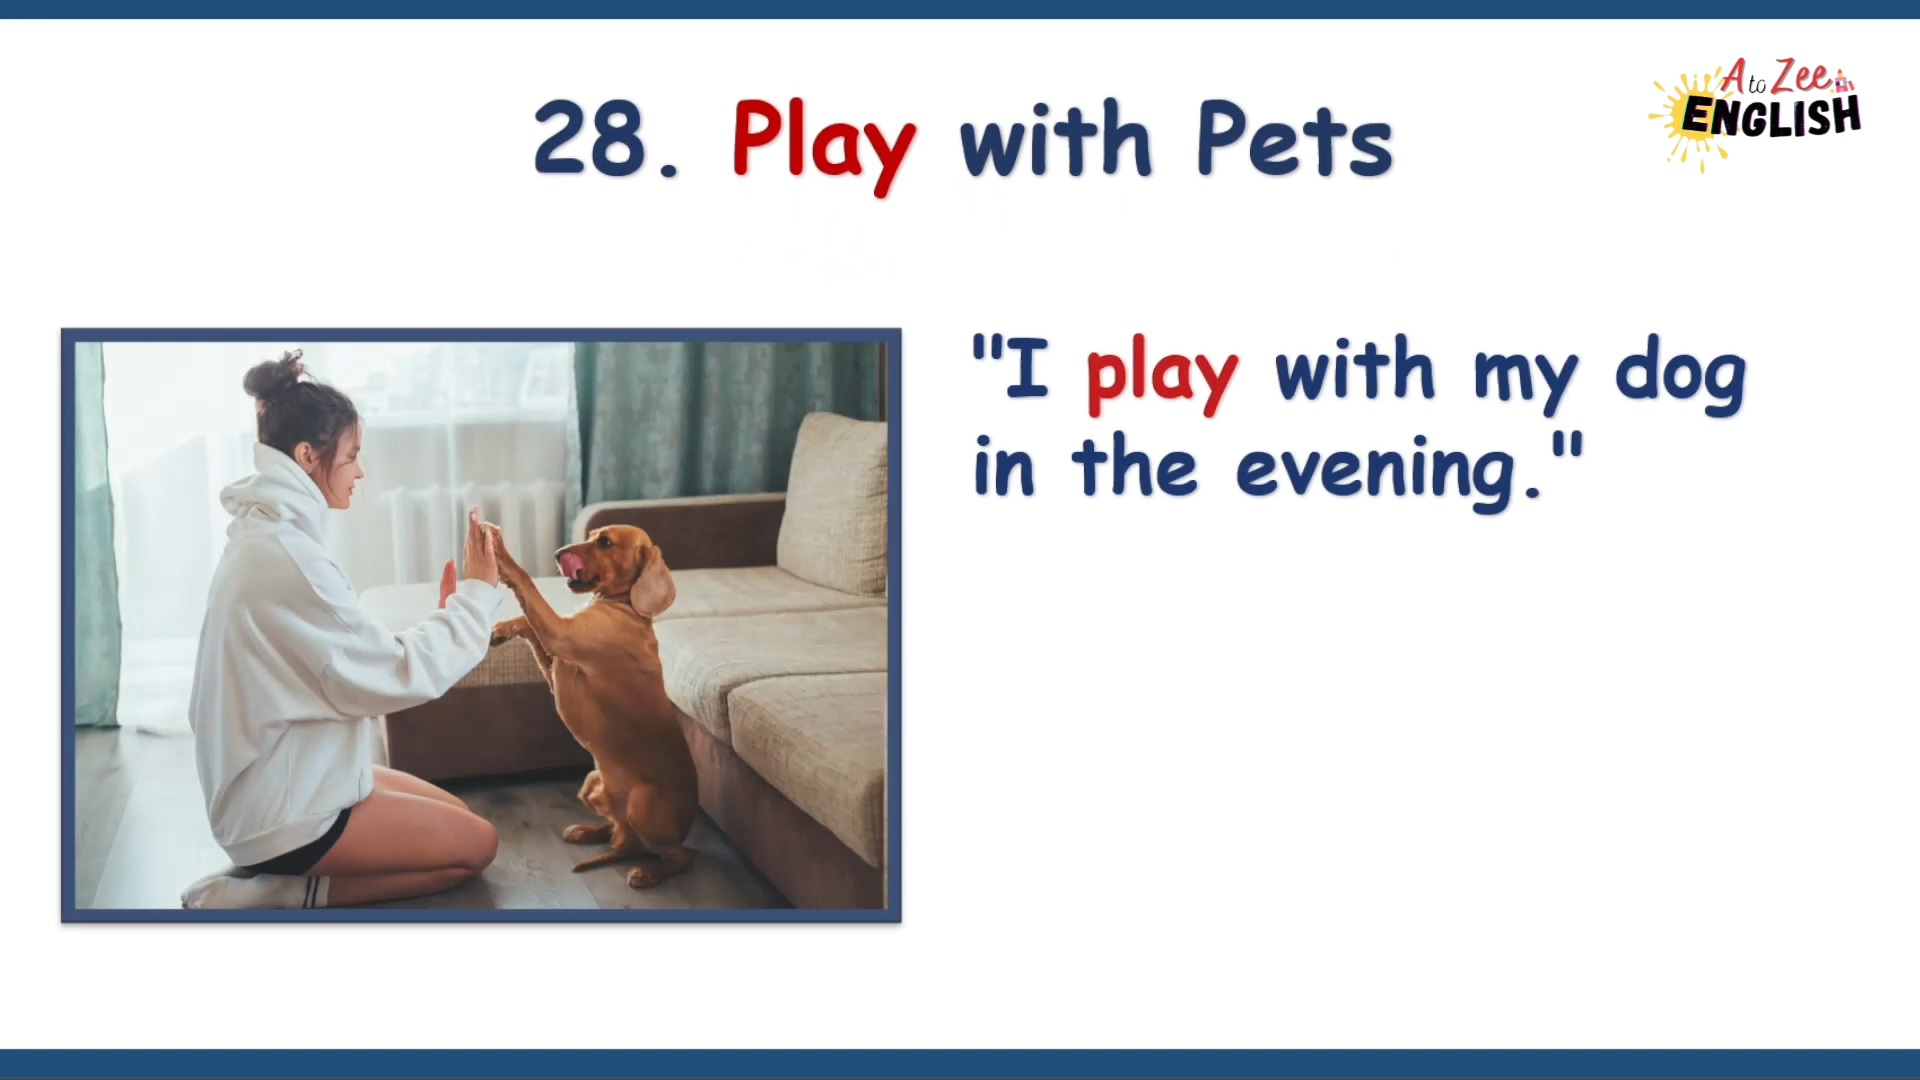 28. Play with Pets
A to Zee
ENGLISH
"I play with my dog
in the evening."